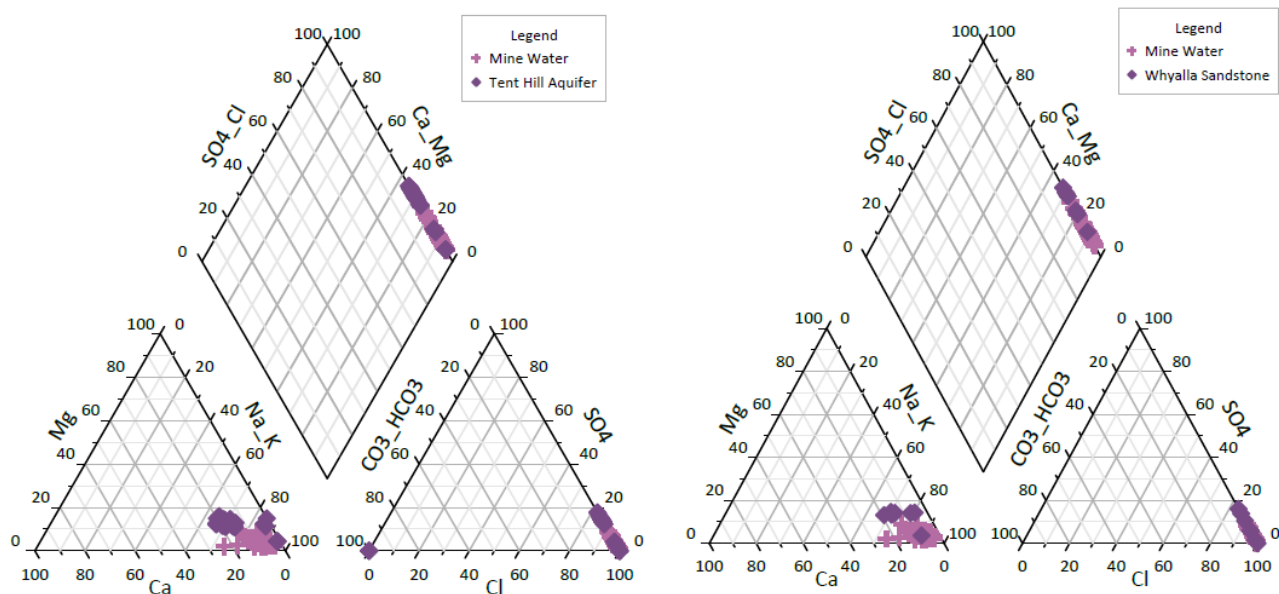 Legend
Mine Water
Tent Hill Aquifer
100 100
80 80
SO4_Cl
Ca_Mg
60 60
40 40
20 20
0 0
100 0
80 20
Mg
Na_K
60 40
40 60
20 80
0 100
100 80 60 40 20 0
Ca
0 100
20 80
CO3_HCO3
SO4
40 60
60 40
80 20
100 0
0 20 40 60 80 100
Cl
Legend
Mine Water
Whyalla Sandstone
100 100
80 80
SO4_Cl
Ca_Mg
60 60
40 40
20 20
0 0
100 0
80 20
Mg
Na_K
60 40
40 60
20 80
0 100
100 80 60 40 20 0
Ca
0 100
20 80
CO3_HCO3
SO4
40 60
60 40
80 20
100 0
0 20 40 60 80 100
Cl